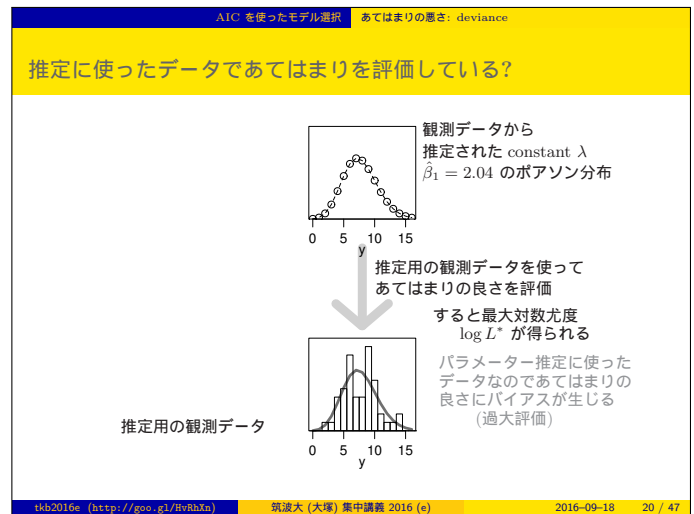 AIC を使ったモデル選択 あてはまりの悪さ: deviance
推定に使ったデータであてはまりを評価している?
観測データから
推定された constant λ
β̂₁ = 2.04 のポアソン分布
0 5 10 15
y
推定用の観測データを使って
あてはまりの良さを評価
すると最大対数尤度
log L* が得られる
パラメーター推定に使った
データなのであてはまりの
良さにバイアスが生じる
(過大評価)
推定用の観測データ
0 5 10 15
y
tkb2016e (http://goo.gl/HvRhXn) 筑波大 (大塚) 集中講義 2016 (e) 2016–09–18 20 / 47